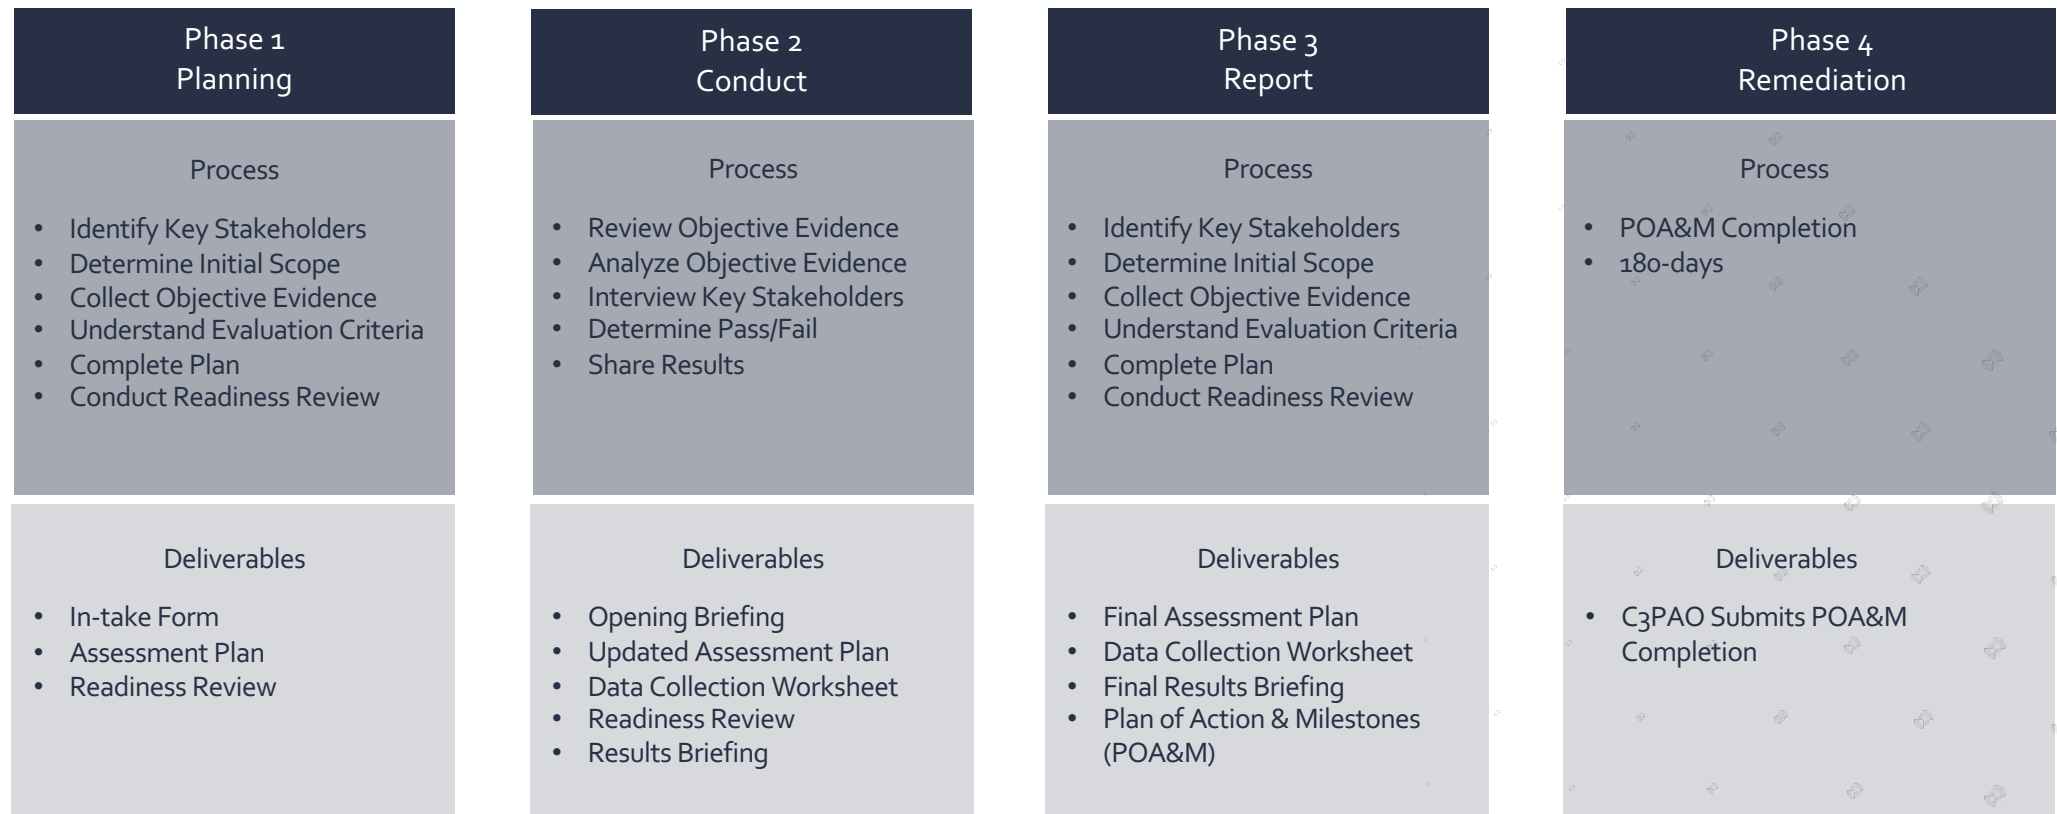 Phase 1
Planning
Process
• Identify Key Stakeholders
• Determine Initial Scope
• Collect Objective Evidence
• Understand Evaluation Criteria
• Complete Plan
• Conduct Readiness Review
Deliverables
• In-take Form
• Assessment Plan
• Readiness Review
Phase 2
Conduct
Process
• Review Objective Evidence
• Analyze Objective Evidence
• Interview Key Stakeholders
• Determine Pass/Fail
• Share Results
Deliverables
• Opening Briefing
• Updated Assessment Plan
• Data Collection Worksheet
• Readiness Review
• Results Briefing
Phase 3
Report
Process
• Identify Key Stakeholders
• Determine Initial Scope
• Collect Objective Evidence
• Understand Evaluation Criteria
• Complete Plan
• Conduct Readiness Review
Deliverables
• Final Assessment Plan
• Data Collection Worksheet
• Final Results Briefing
• Plan of Action & Milestones
(POA&M)
Phase 4
Remediation
Process
• POA&M Completion
• 180-days
Deliverables
• C3PAO Submits POA&M
Completion